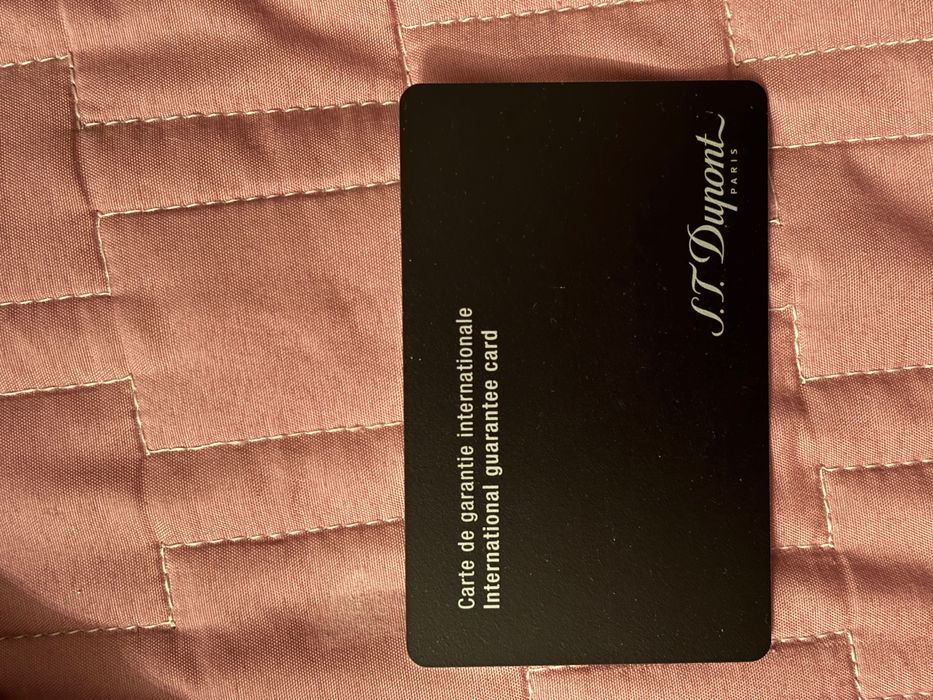 Carte de garantie internationale
International guarantee card
S.T. Dupont
PARIS